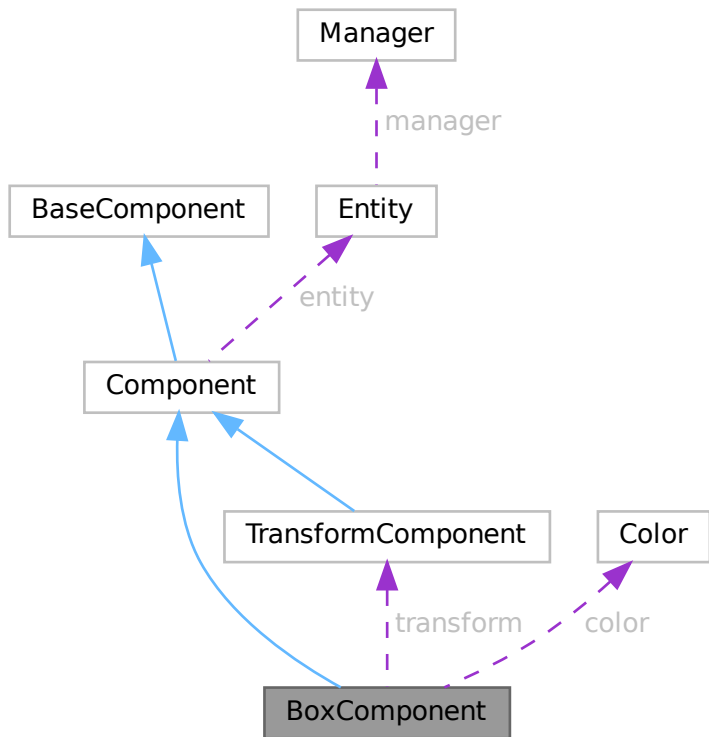 Manager
manager
BaseComponent
Entity
entity
Component
TransformComponent
Color
transform
color
BoxComponent